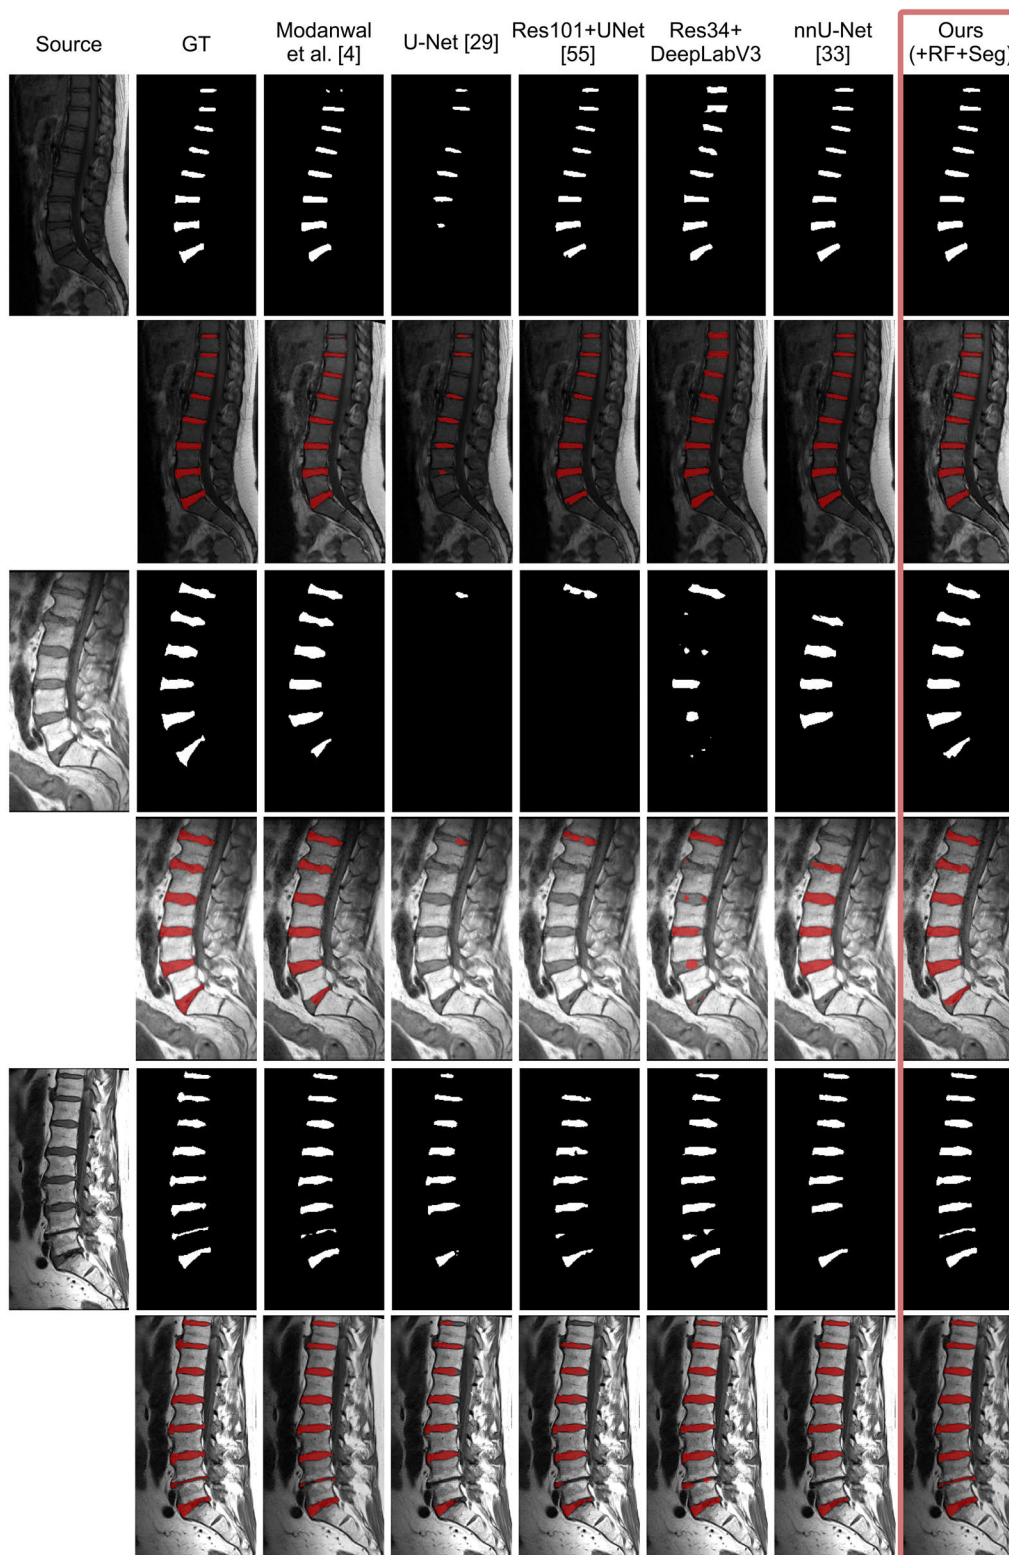 Source
GT
Modanwal
et al. [4]
U-Net [29]
Res101+UNet
[55]
Res34+
DeepLabV3
nnU-Net
[33]
Ours
(+RF+Seg)